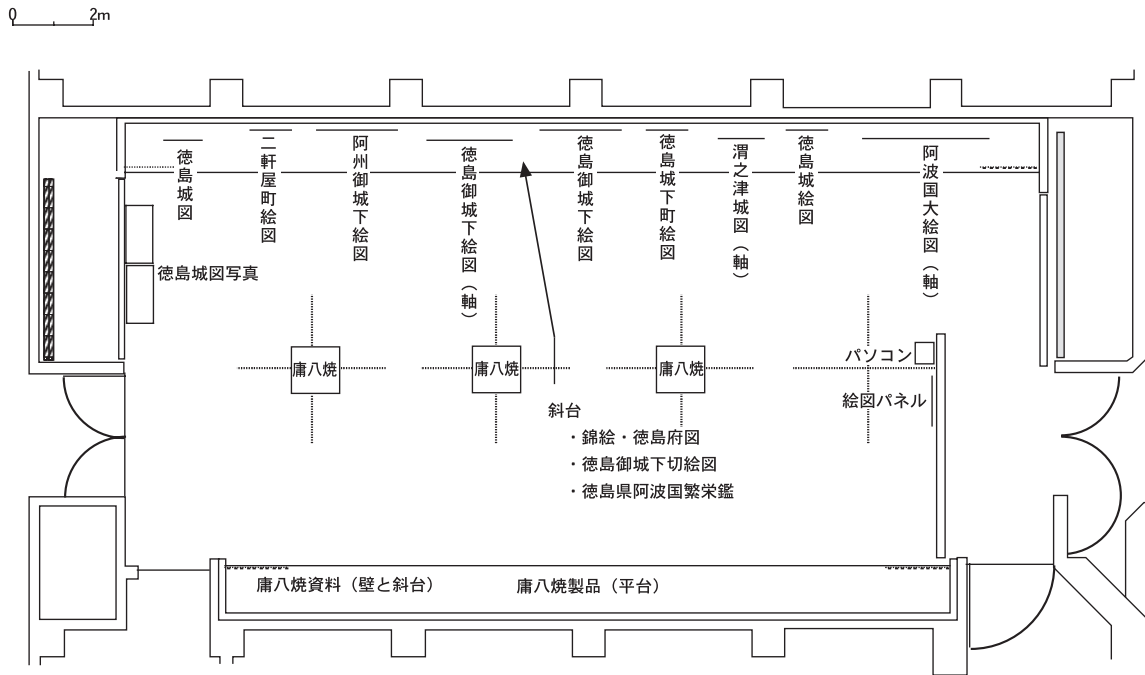 0 2m
徳島城図
二軒屋町絵図
阿州御城下絵図
徳島御城下絵図（軸）
徳島御城下絵図
徳島城下町絵図
渭之津城図（軸）
徳島城絵図
阿波国大絵図（軸）
徳島城図写真
庸八焼
庸八焼
庸八焼
パソコン
絵図パネル
斜台
・錦絵・徳島府図
・徳島御城下切絵図
・徳島県阿波国繁栄鑑
庸八焼資料（壁と斜台）
庸八焼製品（平台）